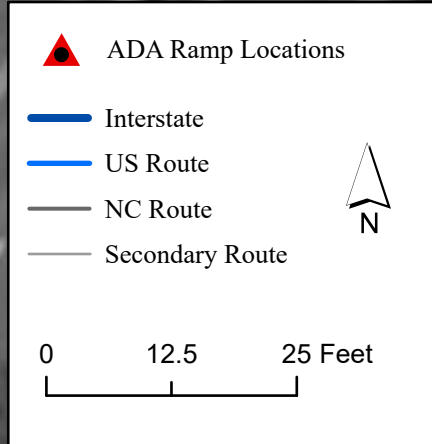 ADA Ramp Locations
Interstate
US Route
NC Route
Secondary Route
N
0 12.5 25 Feet